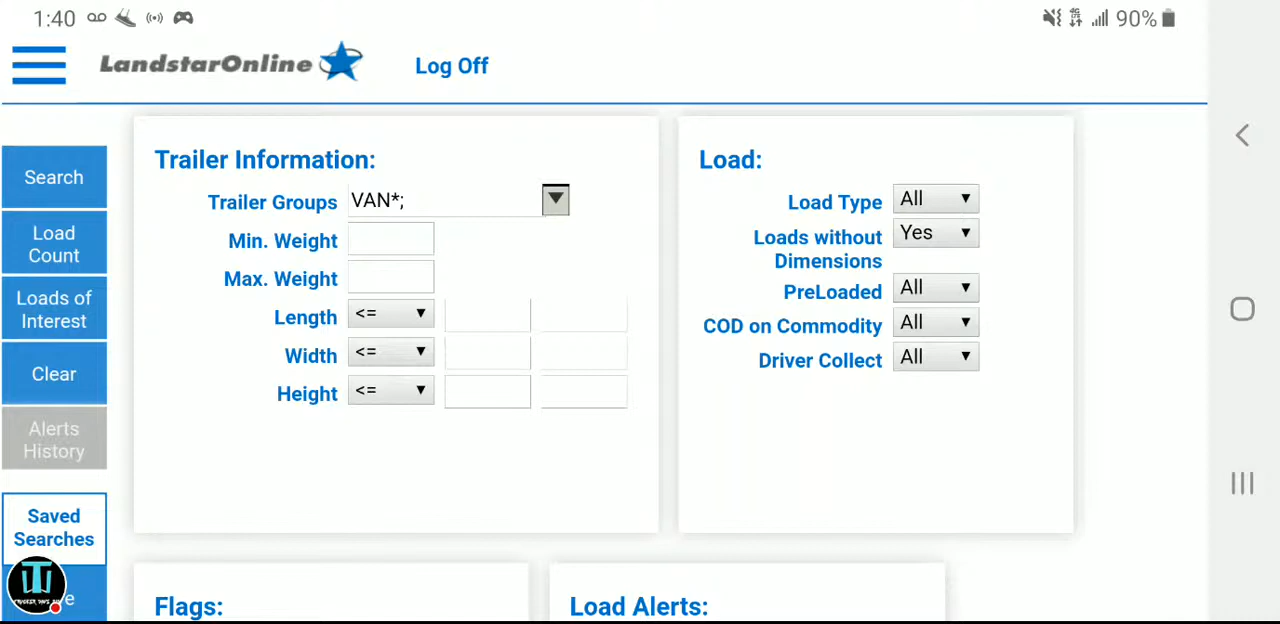 1:40
90%
LandstarOnline
Log Off
Search
Load
Count
Loads of
Interest
Clear
Alerts
History
Saved
Searches
Trailer Information:
Trailer Groups VAN*;
Min. Weight
Max. Weight
Length <=
Width <=
Height <=
Load:
Load Type All
Loads without Yes
Dimensions
PreLoaded All
COD on Commodity All
Driver Collect All
Flags:
Load Alerts: